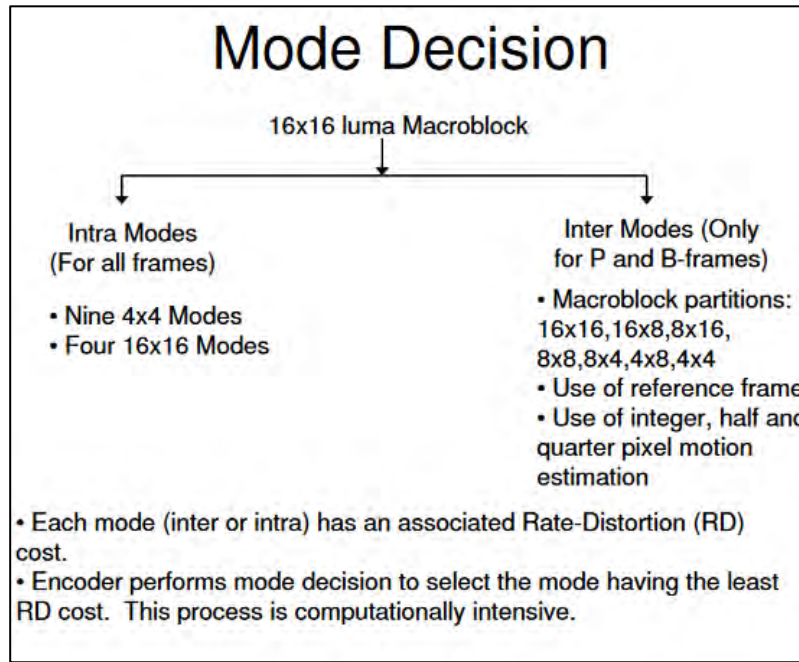 Mode Decision
16x16 luma Macroblock
Intra Modes
(For all frames)
• Nine 4x4 Modes
• Four 16x16 Modes
Inter Modes (Only
for P and B-frames)
• Macroblock partitions:
16x16,16x8,8x16,
8x8,8x4,4x8,4x4
• Use of reference frame
• Use of integer, half and
quarter pixel motion
estimation
• Each mode (inter or intra) has an associated Rate-Distortion (RD)
cost.
• Encoder performs mode decision to select the mode having the least
RD cost.  This process is computationally intensive.